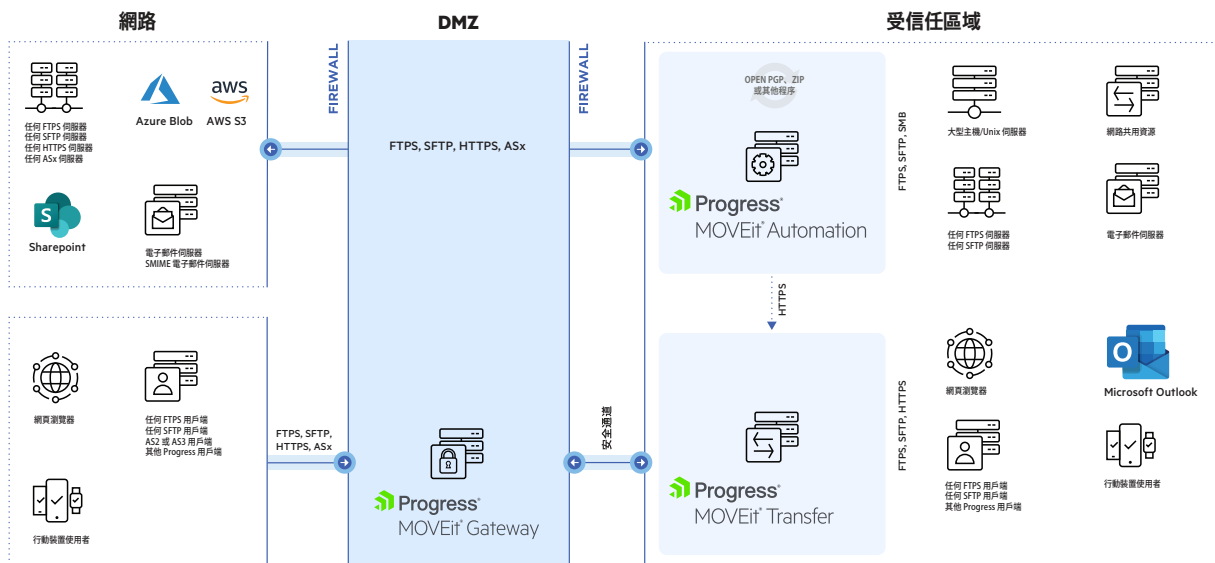 網路
DMZ
受信任區域
FIREWALL
FIREWALL
任何 FTPS 伺服器
任何 SFTP 伺服器
任何 HTTPS 伺服器
任何 ASx 伺服器
Azure Blob
aws
AWS S3
S
Sharepoint
電子郵件伺服器
SMIME 電子郵件伺服器
FTPS, SFTP, HTTPS, ASx
OPEN PGP、ZIP
或其他程序
Progress®
MOVEit® Automation
FTPS, SFTP, SMB
大型主機/Unix 伺服器
網路共用資源
任何 FTPS 伺服器
任何 SFTP 伺服器
電子郵件伺服器
HTTPS
網頁瀏覽器
任何 FTPS 用戶端
任何 SFTP 用戶端
AS2 或 AS3 用戶端
其他 Progress 用戶端
行動裝置使用者
FTPS, SFTP,
HTTPS, ASx
Progress®
MOVEit® Gateway
安全通道
Progress®
MOVEit® Transfer
FTPS, SFTP, HTTPS
網頁瀏覽器
O
Microsoft Outlook
任何 FTPS 用戶端
任何 SFTP 用戶端
其他 Progress 用戶端
行動裝置使用者